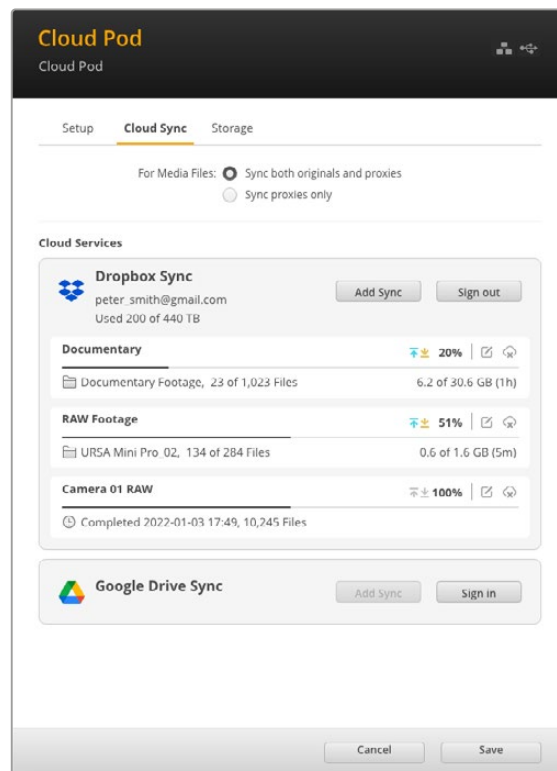 Cloud Pod
Cloud Pod
Setup Cloud Sync Storage
For Media Files: Sync both originals and proxies
Sync proxies only
Cloud Services
Dropbox Sync
peter_smith@gmail.com
Used 200 of 440 TB
Add Sync Sign out
Documentary 20%
Documentary Footage, 23 of 1,023 Files 6.2 of 30.6 GB (1h)
RAW Footage 51%
URSA Mini Pro_02, 134 of 284 Files 0.6 of 1.6 GB (5m)
Camera 01 RAW 100%
Completed 2022-01-03 17:49, 10,245 Files
Google Drive Sync Add Sync Sign in
Cancel Save